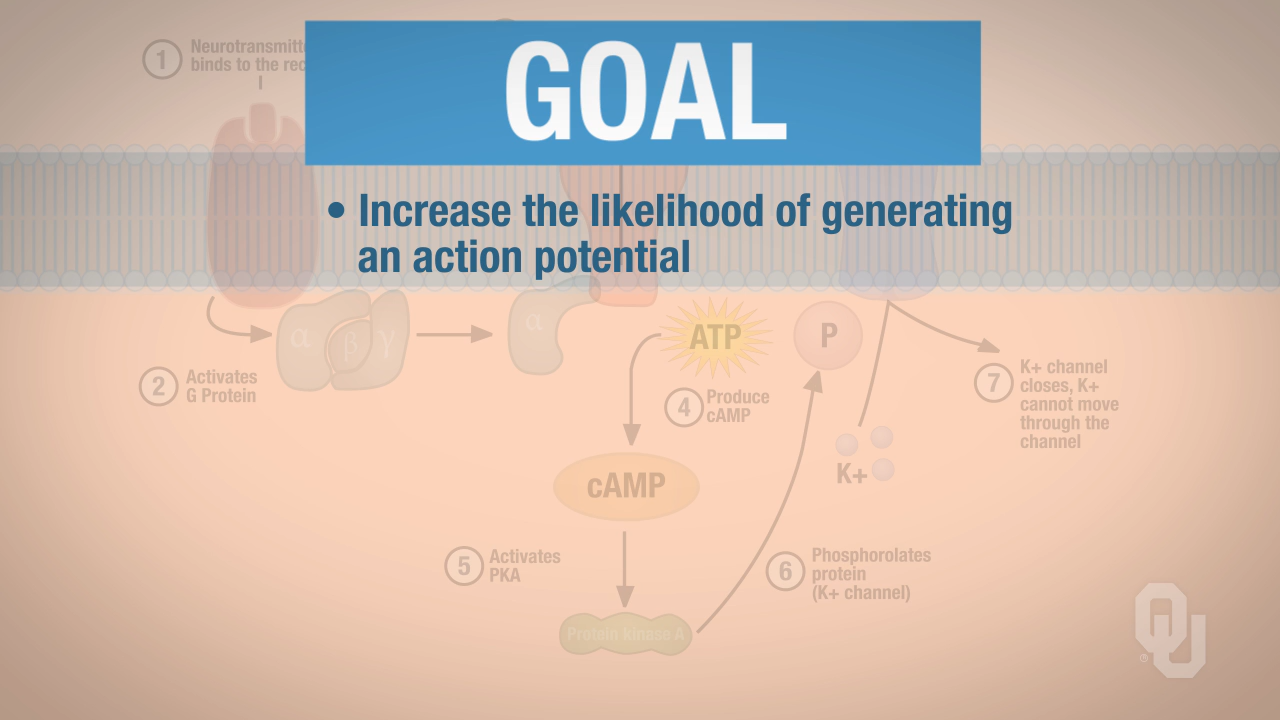 GOAL
• Increase the likelihood of generating
an action potential
1
Neurotransmitt
binds to the rec
α
β
γ
α
ATP
P
2
Activates
G Protein
4
Produce
cAMP
7
K+ channel
closes, K+
cannot move
through the
channel
K+
cAMP
5
Activates
PKA
6
Phosphorolates
protein
(K+ channel)
Protein kinase A
OU
®